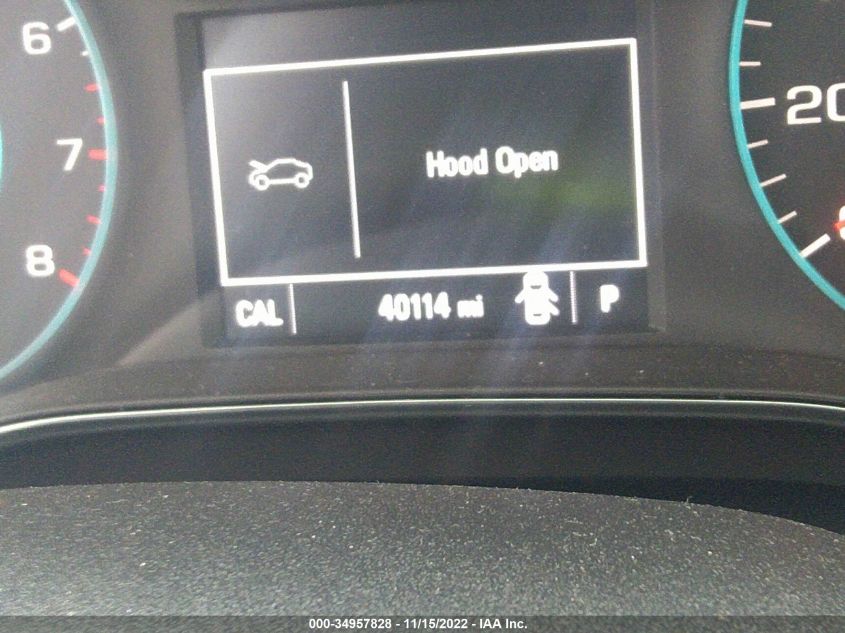 6
7
8
20
Hood Open
CAL
40114 mi
P
000-34957828 - 11/15/2022 - IAA Inc.